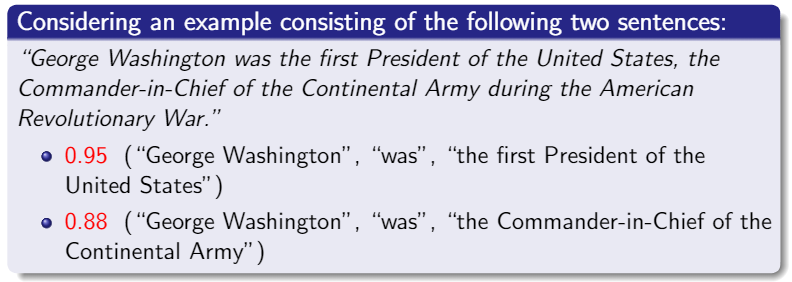 Considering an example consisting of the following two sentences:
“George Washington was the first President of the United States, the
Commander-in-Chief of the Continental Army during the American
Revolutionary War.”
0.95 (“George Washington”, “was”, “the first President of the
United States”)
0.88 (“George Washington”, “was”, “the Commander-in-Chief of the
Continental Army”)